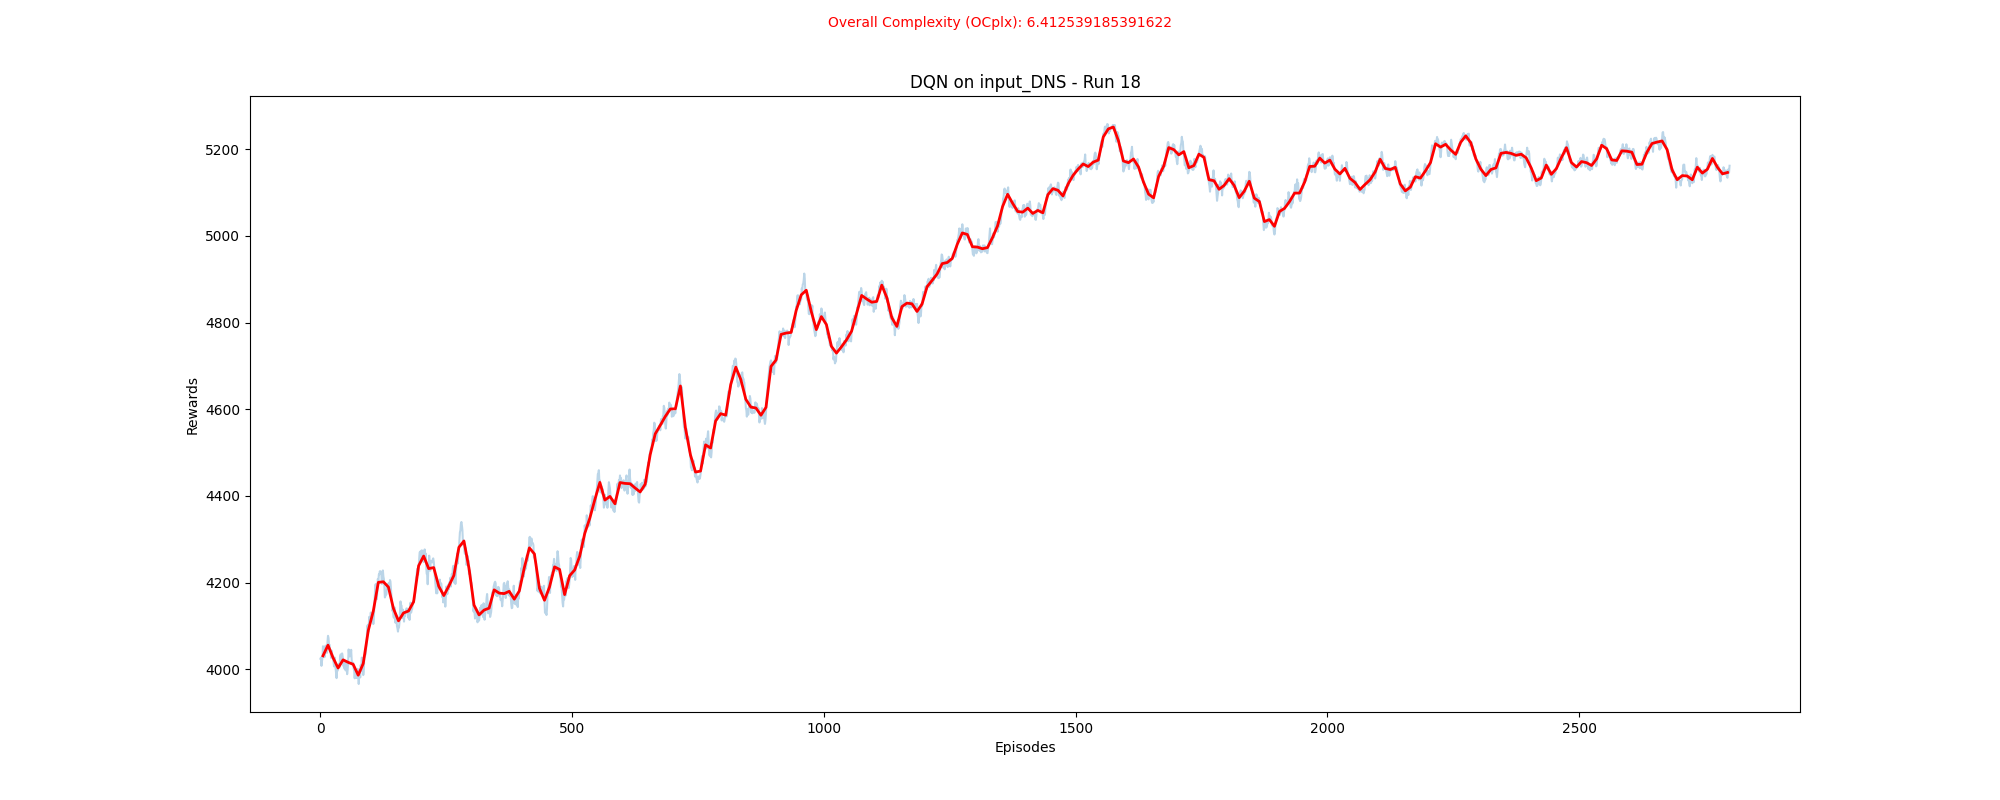 Overall Complexity (OCplx): 6.412539185391622
DQN on input_DNS - Run 18
Rewards
5200
5000
4800
4600
4400
4200
4000
0 500 1000 1500 2000 2500
Episodes